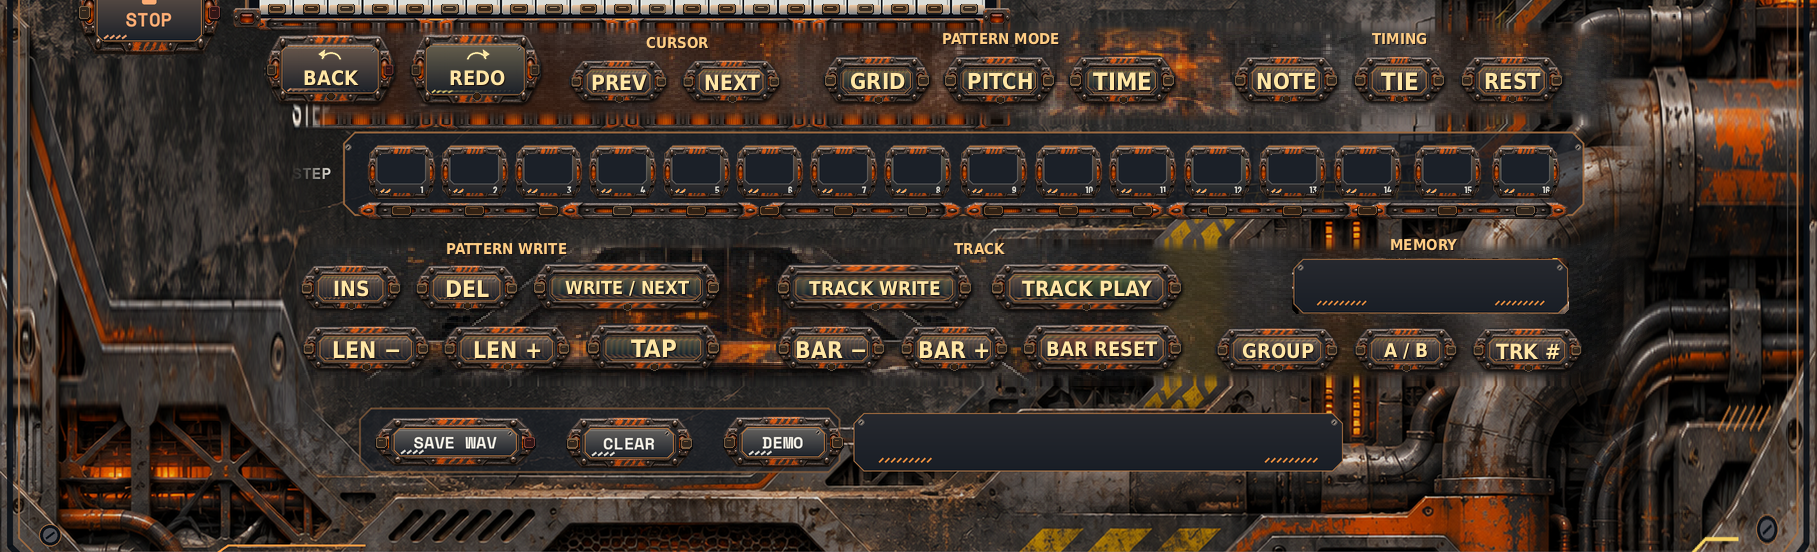 STOP
BACK
REDO
CURSOR
PREV
NEXT
PATTERN MODE
GRID
PITCH
TIME
TIMING
NOTE
TIE
REST
STEP
1 2 3 4 5 6 7 8 9 10 11 12 13 14 15 16
PATTERN WRITE
INS
DEL
WRITE / NEXT
LEN −
LEN +
TAP
TRACK
TRACK WRITE
TRACK PLAY
BAR −
BAR +
BAR RESET
MEMORY
GROUP
A / B
TRK #
SAVE WAV
CLEAR
DEMO